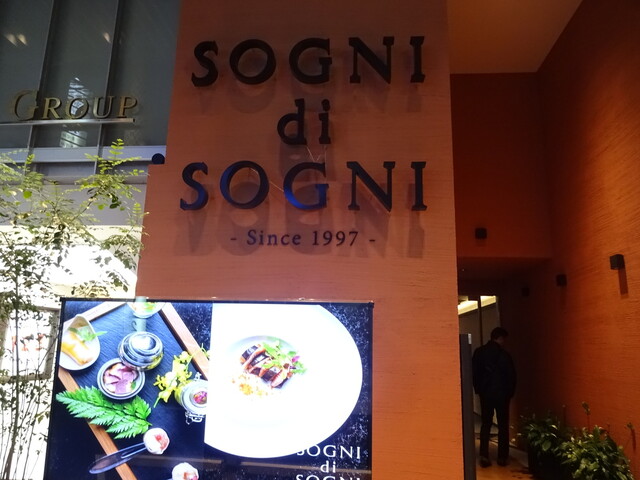 GROUP
SOGNI
di
SOGNI
- Since 1997 -
SOGNI
di
SOGNI